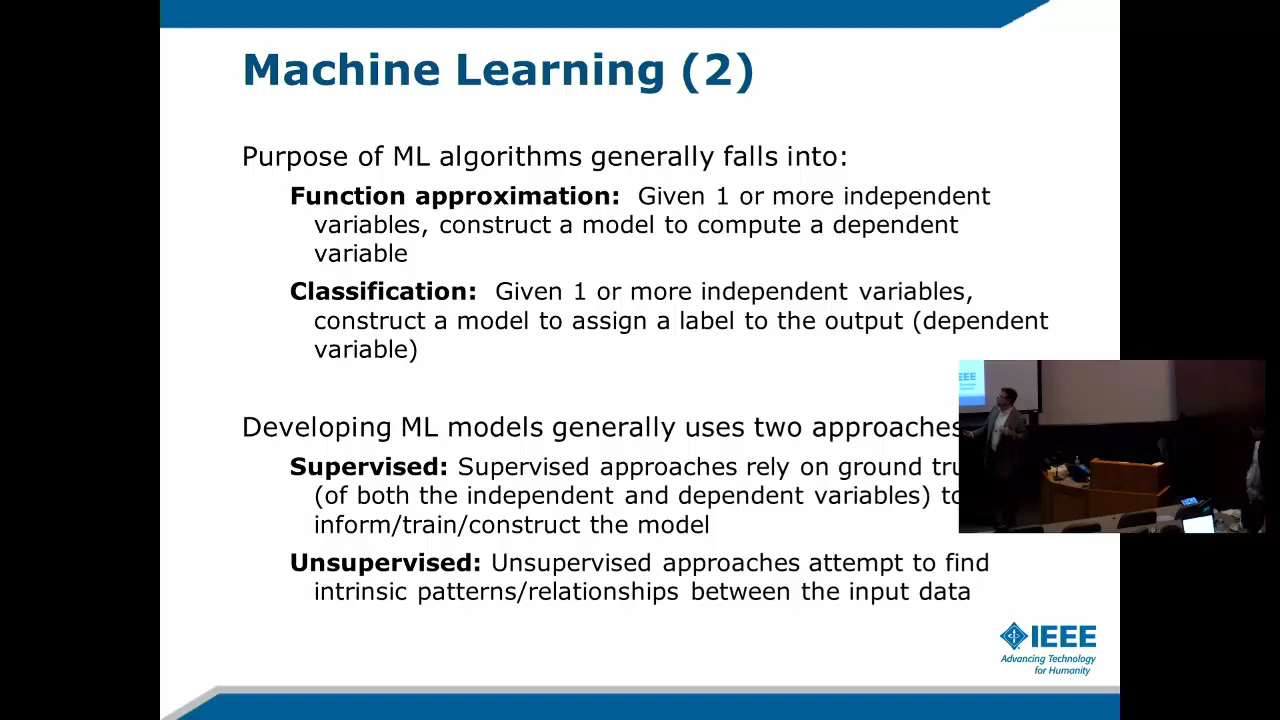 Machine Learning (2)
Purpose of ML algorithms generally falls into:
Function approximation: Given 1 or more independent
variables, construct a model to compute a dependent
variable
Classification: Given 1 or more independent variables,
construct a model to assign a label to the output (dependent
variable)
Developing ML models generally uses two approaches
Supervised: Supervised approaches rely on ground
(of both the independent and dependent variables)
inform/train/construct the model
Unsupervised: Unsupervised approaches attempt to find
intrinsic patterns/relationships between the input data
IEEE
IEEE
Advancing Technology
for Humanity